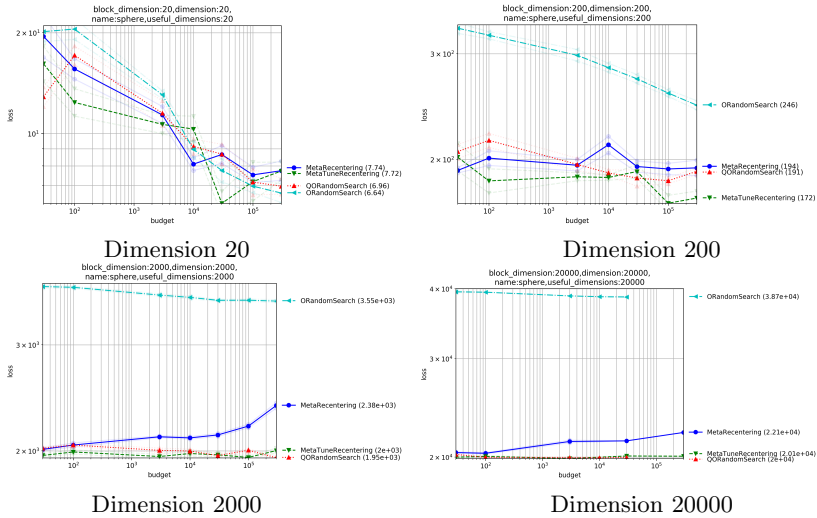 block_dimension:20,dimension:20,
name:sphere,useful_dimensions:20
2 × 10¹
10¹
loss
10²
10³
10⁴
10⁵
budget
MetaRecentering (7.74)
MetaTuneRecentering (7.72)
QORandomSearch (6.96)
ORandomSearch (6.64)
Dimension 20
block_dimension:200,dimension:200,
name:sphere,useful_dimensions:200
3 × 10²
2 × 10²
loss
10²
10³
10⁴
10⁵
budget
ORandomSearch (246)
MetaRecentering (194)
QORandomSearch (191)
MetaTuneRecentering (172)
Dimension 200
block_dimension:2000,dimension:2000,
name:sphere,useful_dimensions:2000
3 × 10³
2 × 10³
loss
10²
10³
10⁴
10⁵
budget
ORandomSearch (3.55e+03)
MetaRecentering (2.38e+03)
MetaTuneRecentering (2e+03)
QORandomSearch (1.95e+03)
Dimension 2000
block_dimension:20000,dimension:20000,
name:sphere,useful_dimensions:20000
4 × 10⁴
3 × 10⁴
2 × 10⁴
loss
10²
10³
10⁴
10⁵
budget
ORandomSearch (3.87e+04)
MetaRecentering (2.21e+04)
MetaTuneRecentering (2.01e+04)
QORandomSearch (2e+04)
Dimension 20000